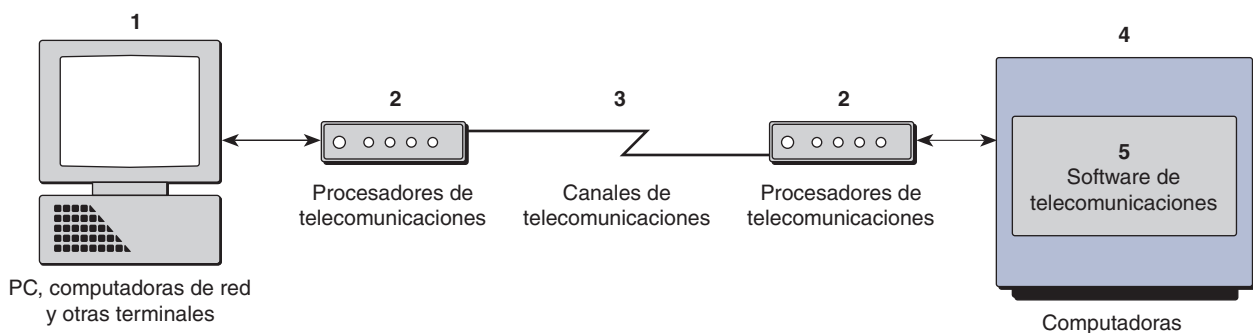 1
4
2
3
2
5
Software de
telecomunicaciones
Procesadores de
telecomunicaciones
Canales de
telecomunicaciones
Procesadores de
telecomunicaciones
PC, computadoras de red
y otras terminales
Computadoras